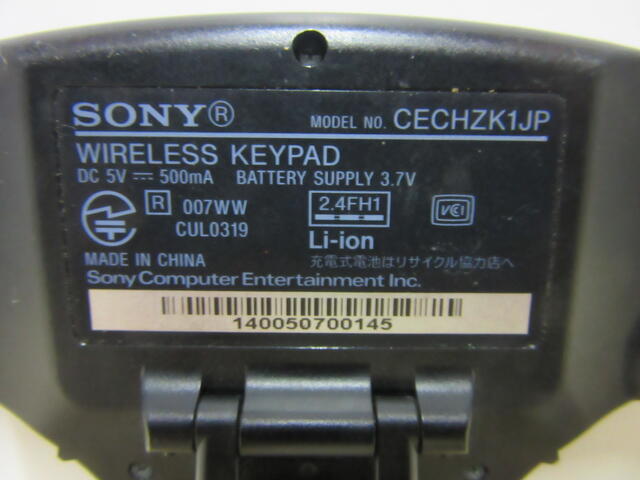 SONY® MODEL NO. CECHZK1JP
WIRELESS KEYPAD
DC 5V ⎓ 500mA BATTERY SUPPLY 3.7V
R 007WW 2.4FH1 VCI
CUL0319 Li-ion
MADE IN CHINA 充電式電池はリサイクル協力店へ
Sony Computer Entertainment Inc.
140050700145